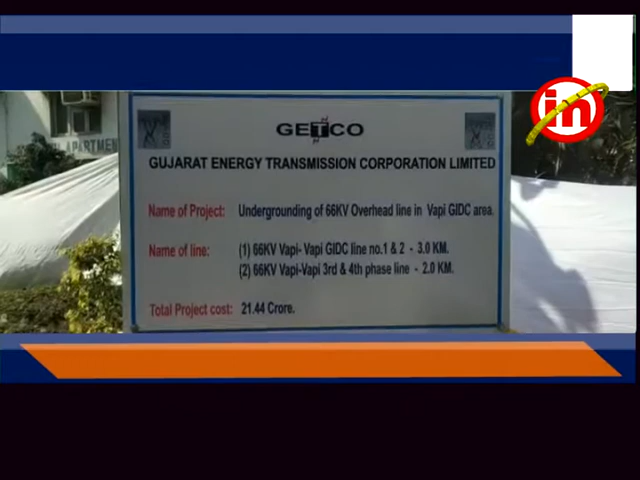 in
GETCO
GUJARAT ENERGY TRANSMISSION CORPORATION LIMITED
APARTMEN
Name of Project: Undergrounding of 66KV Overhead line in Vapi GIDC area.
Name of line: (1) 66KV Vapi- Vapi GIDC line no.1 & 2 - 3.0 KM.
(2) 66KV Vapi-Vapi 3rd & 4th phase line - 2.0 KM.
Total Project cost: 21.44 Crore.